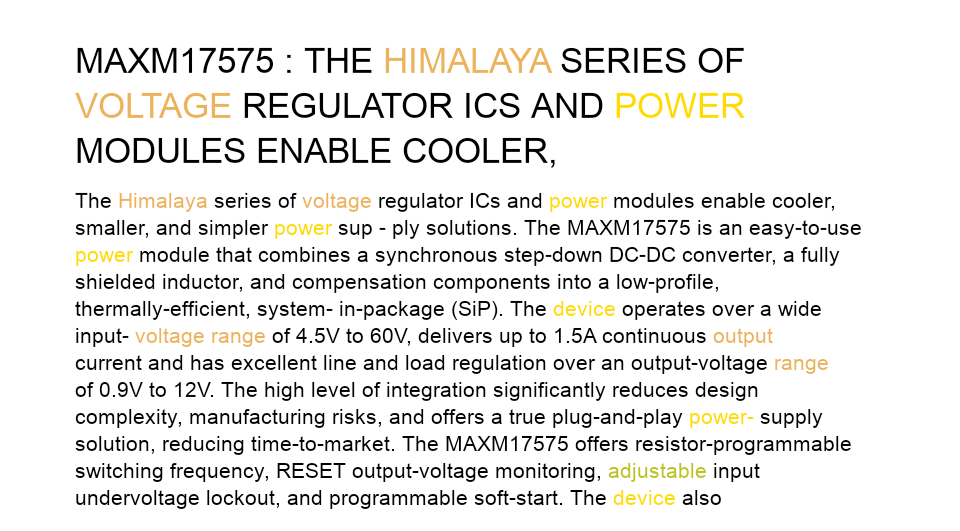 MAXM17575 : THE HIMALAYA SERIES OF
VOLTAGE REGULATOR ICS AND POWER
MODULES ENABLE COOLER,
The Himalaya series of voltage regulator ICs and power modules enable cooler,
smaller, and simpler power sup - ply solutions. The MAXM17575 is an easy-to-use
power module that combines a synchronous step-down DC-DC converter, a fully
shielded inductor, and compensation components into a low-profile,
thermally-efficient, system- in-package (SiP). The device operates over a wide
input- voltage range of 4.5V to 60V, delivers up to 1.5A continuous output
current and has excellent line and load regulation over an output-voltage range
of 0.9V to 12V. The high level of integration significantly reduces design
complexity, manufacturing risks, and offers a true plug-and-play power- supply
solution, reducing time-to-market. The MAXM17575 offers resistor-programmable
switching frequency, RESET output-voltage monitoring, adjustable input
undervoltage lockout, and programmable soft-start. The device also